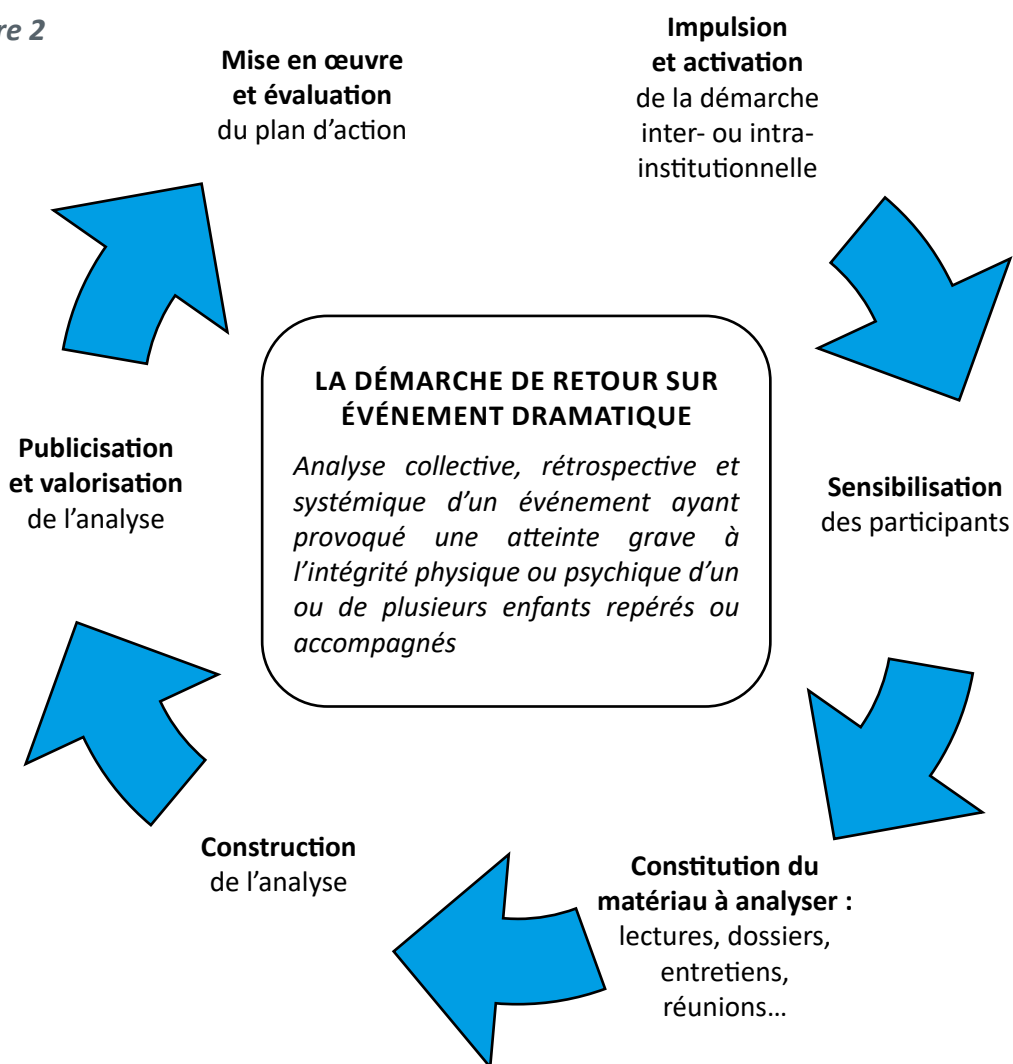 re 2
Impulsion
et activation
de la démarche
inter- ou intra-
institutionnelle
Sensibilisation
des participants
Constitution du
matériau à analyser :
lectures, dossiers,
entretiens,
réunions…
Construction
de l’analyse
Publicisation
et valorisation
de l’analyse
Mise en œuvre
et évaluation
du plan d’action
LA DÉMARCHE DE RETOUR SUR
ÉVÉNEMENT DRAMATIQUE
Analyse collective, rétrospective et
systémique d’un événement ayant
provoqué une atteinte grave à
l’intégrité physique ou psychique d’un
ou de plusieurs enfants repérés ou
accompagnés